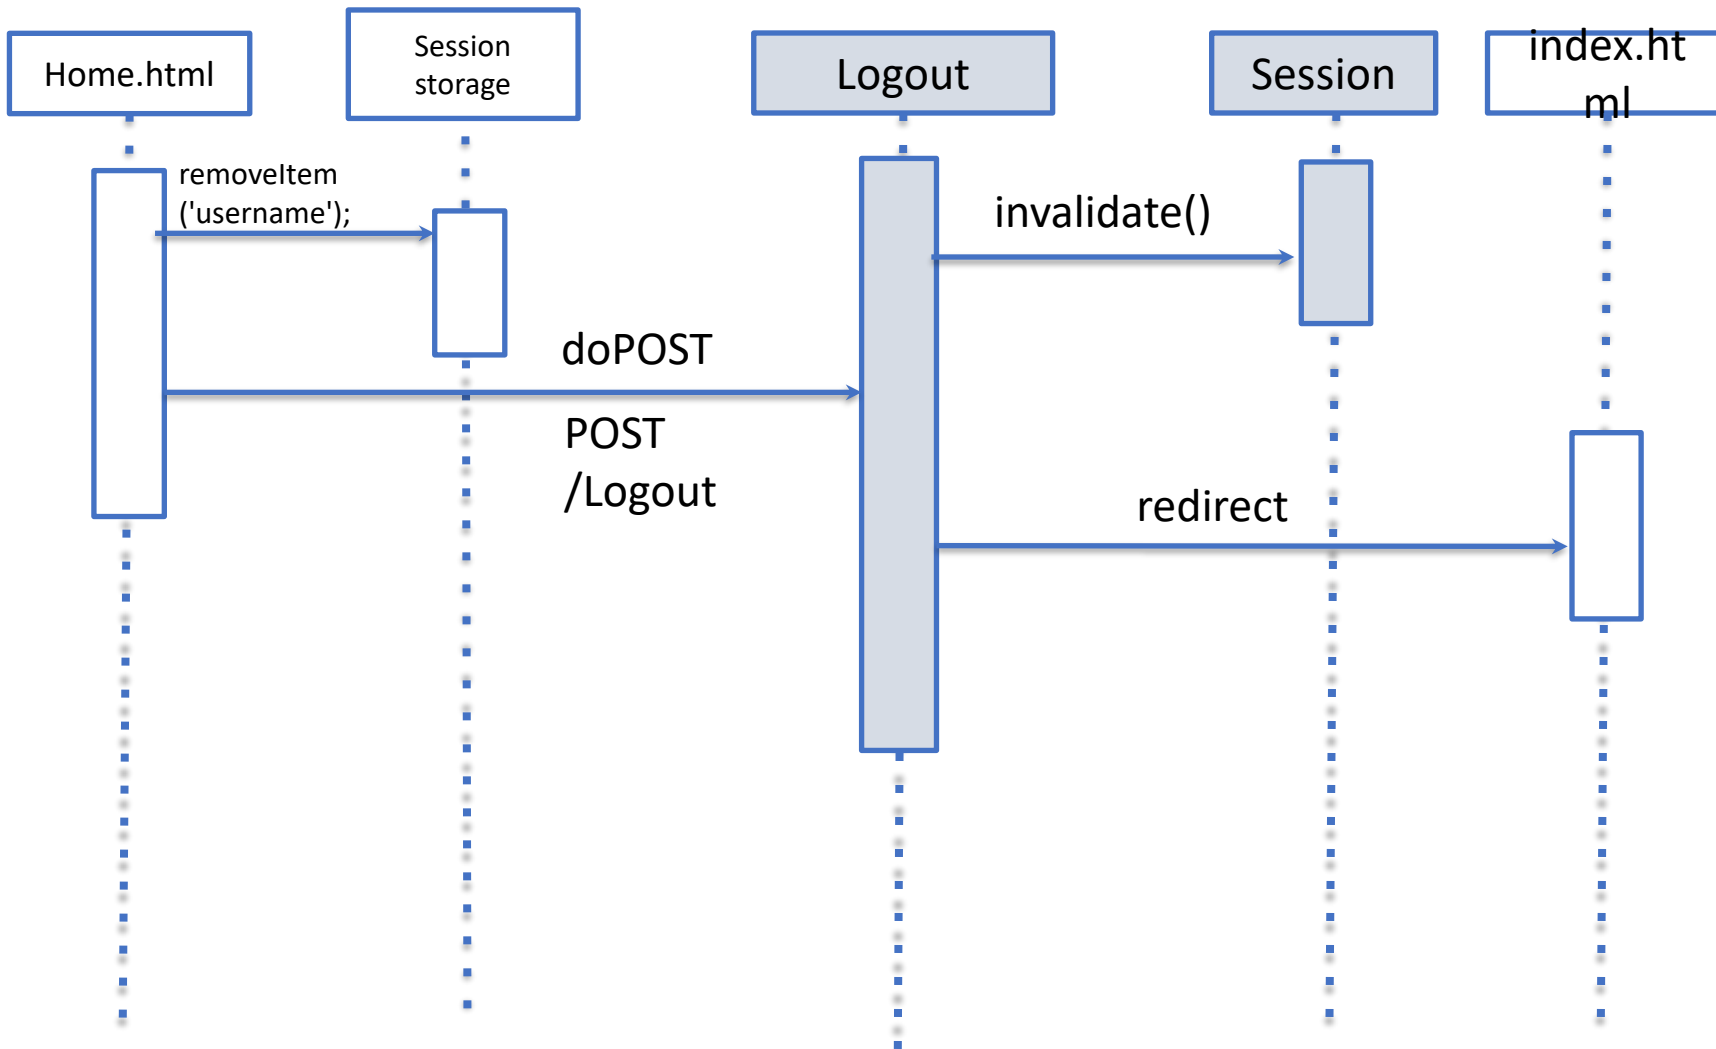 Home.html
Session
storage
Logout
Session
index.ht
ml
removeItem
('username');
invalidate()
doPOST
POST
/Logout
redirect